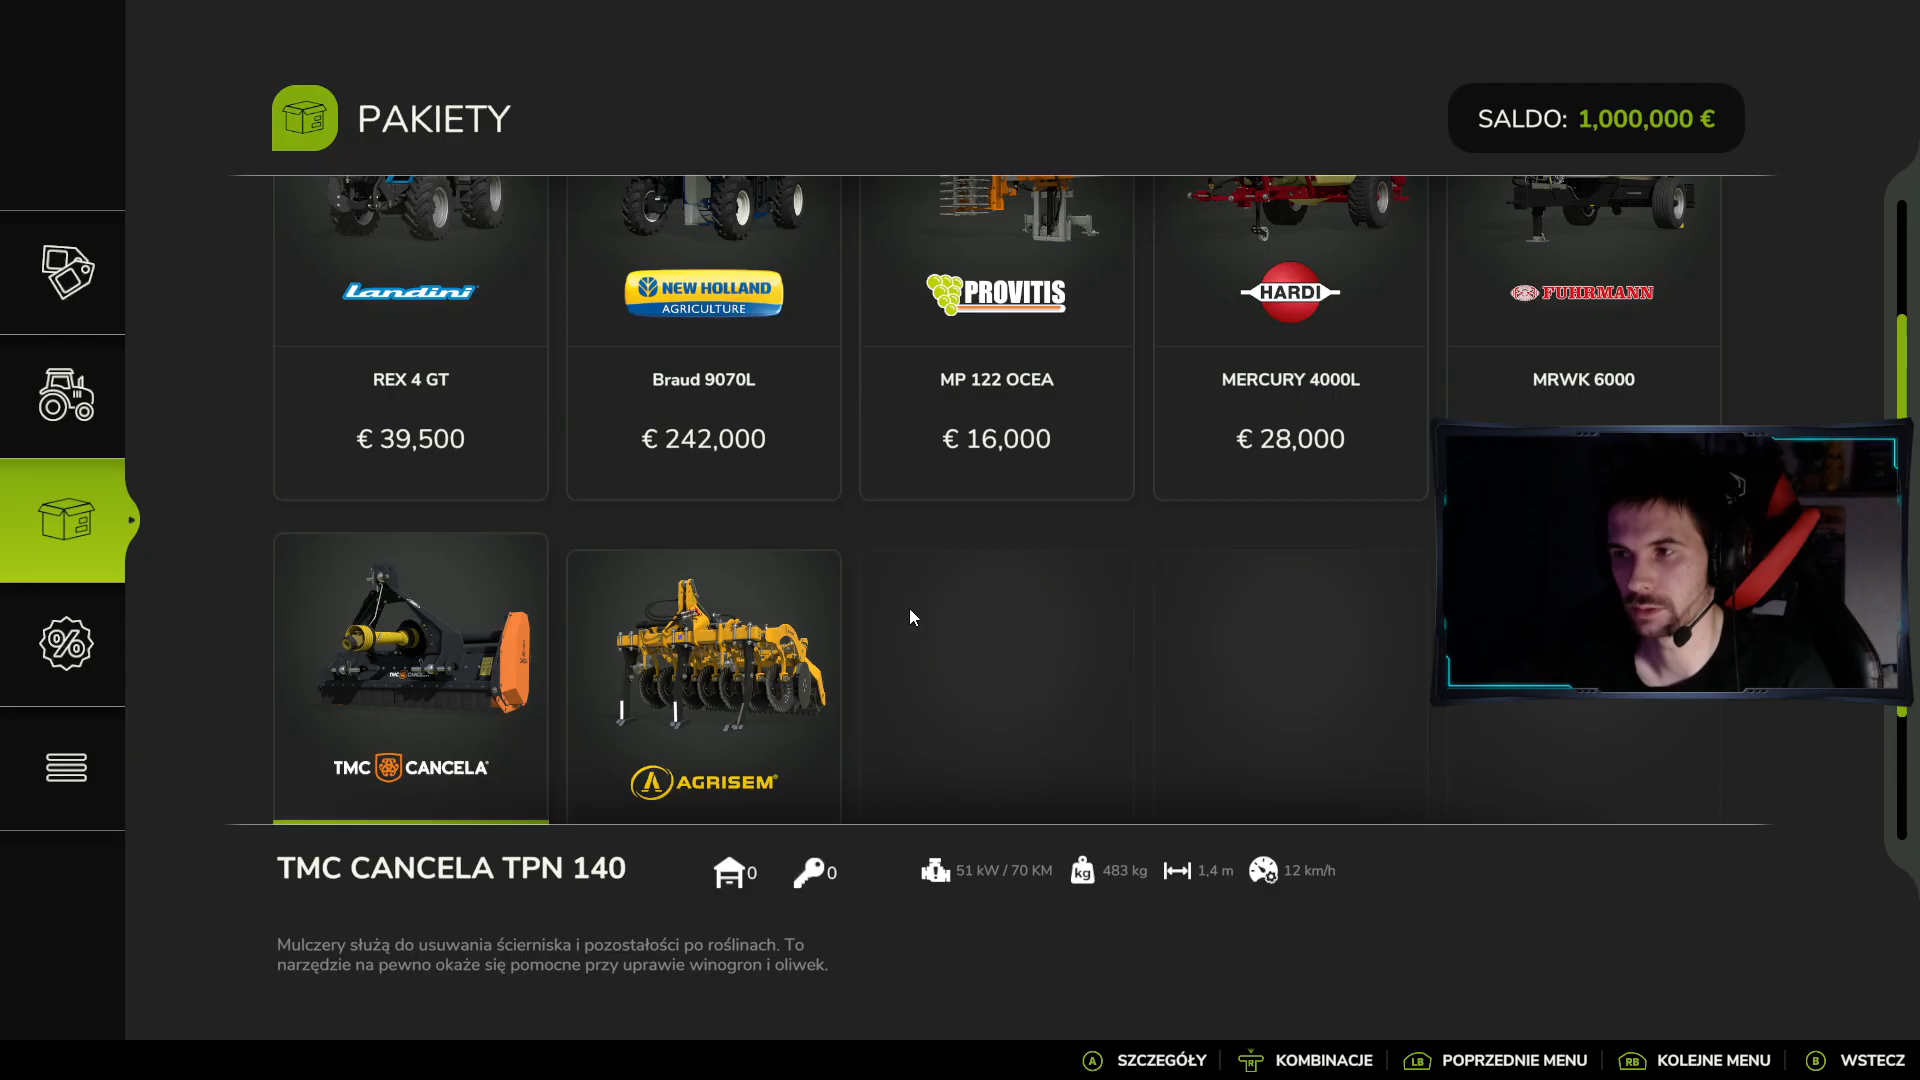 PAKIETY
SALDO: 1,000,000 €
Landini
NEW HOLLAND
AGRICULTURE
PROVITIS
HARDI
FUHRMANN
REX 4 GT
Braud 9070L
MP 122 OCEA
MERCURY 4000L
MRWK 6000
€ 39,500
€ 242,000
€ 16,000
€ 28,000
TMC CANCELA
TMC CANCELA
AGRISEM
TMC CANCELA TPN 140
0
0
51 kW / 70 KM
kg
483 kg
1,4 m
12 km/h
Mulczery służą do usuwania ścierniska i pozostałości po roślinach. To
narzędzie na pewno okaże się pomocne przy uprawie winogron i oliwek.
A SZCZEGÓŁY
R KOMBINACJE
LB POPRZEDNIE MENU
RB KOLEJNE MENU
B WSTECZ